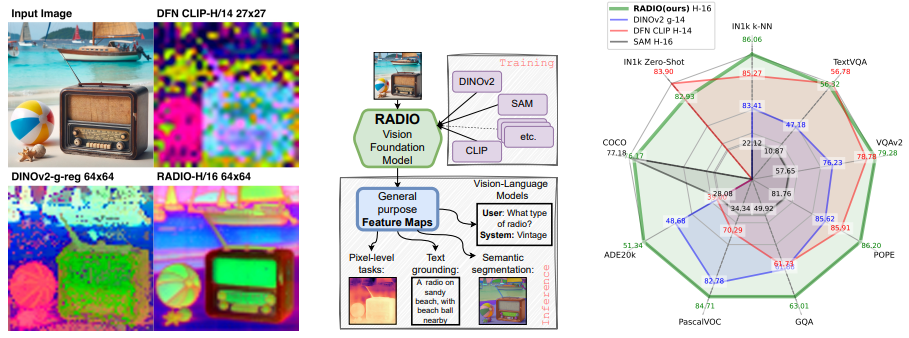 Input Image
DFN CLIP-H/14 27x27
DINOv2-g-reg 64x64
RADIO-H/16 64x64
Training
DINOv2
SAM
etc.
CLIP
RADIO
Vision
Foundation
Model
General
purpose
Feature Maps
Vision-Language
Models
User: What type
of radio?
System: Vintage
Pixel-level
tasks:
Text
grounding:
Semantic
segmentation:
A radio on
sandy
beach, with
beach ball
nearby
Inference
RADIO(ours) H-16
DINOv2 g-14
DFN CLIP H-14
SAM H-16
IN1k k-NN
86.06
85.27
83.41
22.12
TextVQA
56.78
56.32
47.18
10.87
VQAv2
79.28
78.78
76.23
57.65
POPE
86.20
85.91
85.62
81.76
GQA
63.01
61.73
49.92
PascalVOC
84.71
82.78
70.29
34.34
ADE20k
51.34
48.68
28.08
COCO
77.18
IN1k Zero-Shot
83.90
82.93